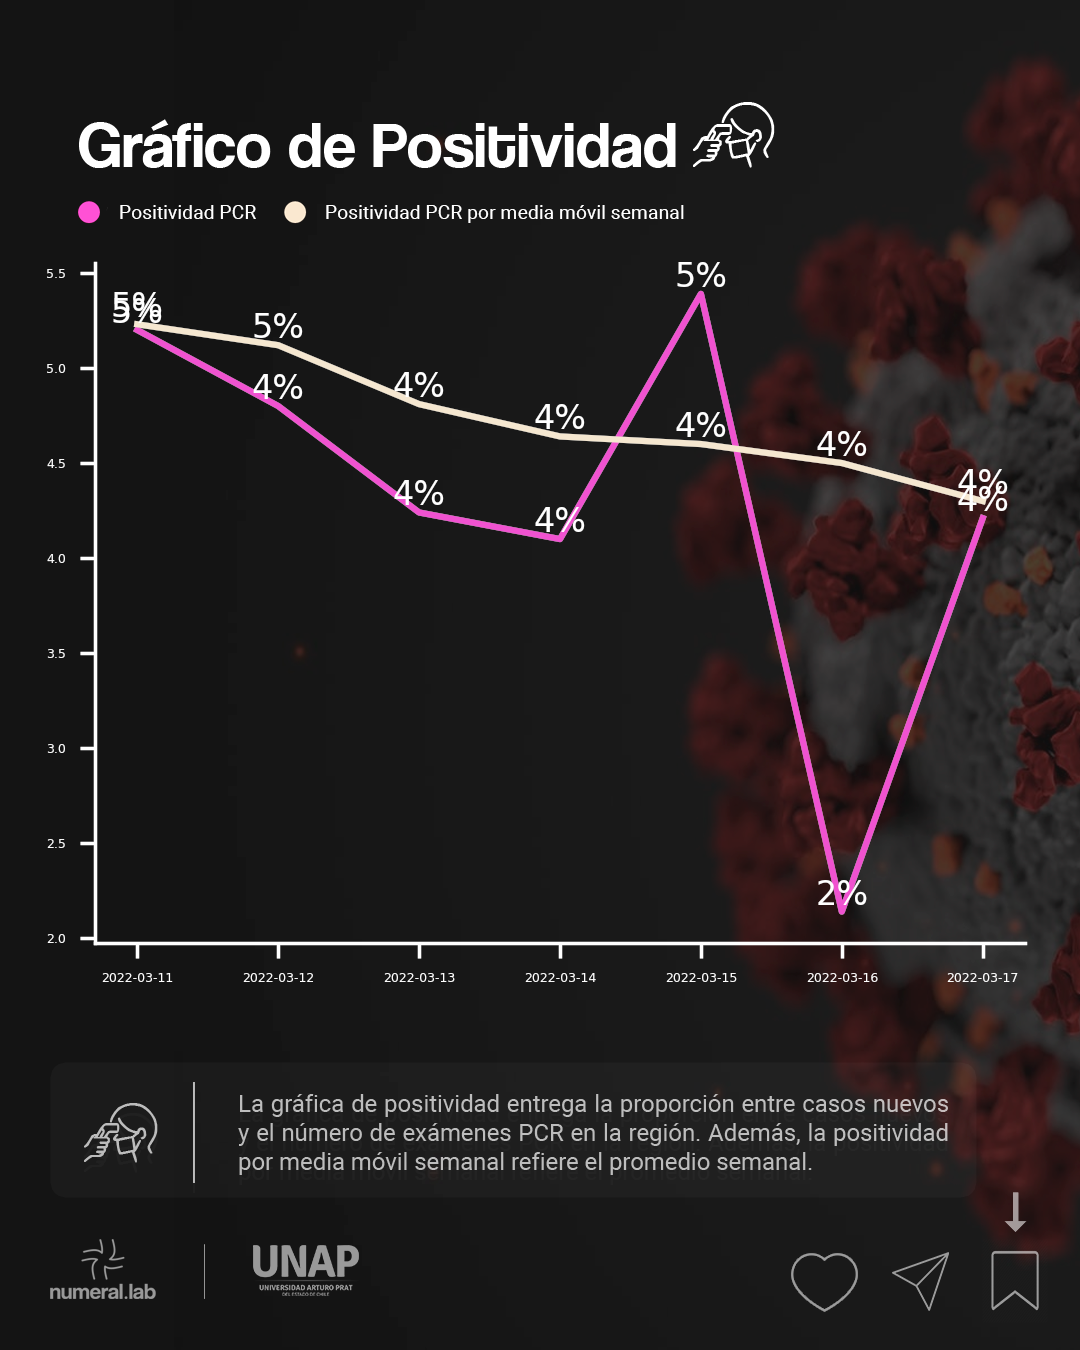 Gráfico de Positividad
Positividad PCR
Positividad PCR por media móvil semanal
5.5
5.0
4.5
4.0
3.5
3.0
2.5
2.0
5%
5%
5%
4%
4%
4%
4%
4%
5%
4%
4%
2%
4%
4%
2022-03-11
2022-03-12
2022-03-13
2022-03-14
2022-03-15
2022-03-16
2022-03-17
La gráfica de positividad entrega la proporción entre casos nuevos
y el número de exámenes PCR en la región. Además, la positividad
por media móvil semanal refiere el promedio semanal.
numeral.lab
UNAP
UNIVERSIDAD ARTURO PRAT
DEL ESTADO DE CHILE